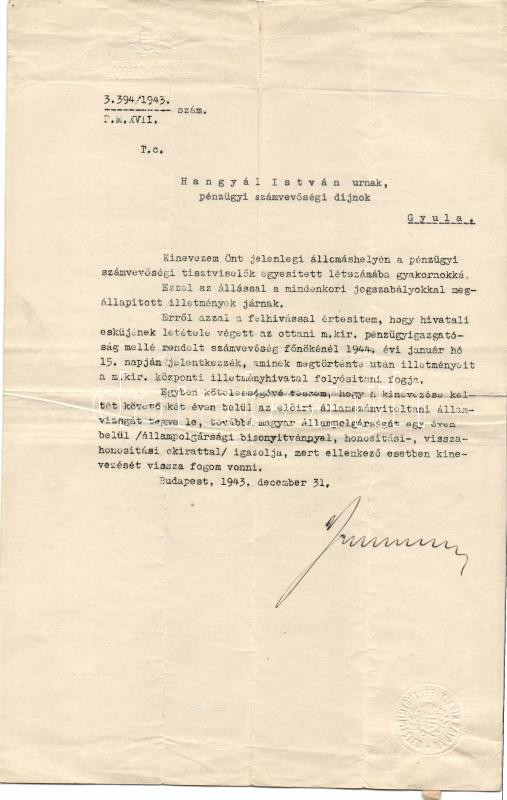 3.394/1943.
szám.
P.M.XVII.
T.c.
Hangyál István urnak,
pénzügyi számvevőségi dijnok
Gyula.
Kinevezem Önt jelenlegi állomáshelyén a pénzügyi
számvevőségi tisztviselők egyesitett létszámába gyakornokká.
Ezzel az állással a mindenkori jogszabályokkal meg-
állapitott illetmények járnak.
Erről azzal a felhivással értesitem, hogy hivatali
esküjének letétele végett az ottani m.kir. pénzügyigazgató-
ság mellé rendelt számvevőség főnökénél 1944. évi január hó
15. napján jelentkezzék, aminek megtörténte után illetményeit
a m.kir. központi illetményhivatal folyósitani fogja.
Egyben kötelességévé teszem, hogy a kinevezése kel-
tét követő két éven belül az előirt államszámviteltani állam-
vizsgát tegye le, továbbá magyar állampolgárságát egy éven
belül /állampolgársági bizonyitvánnyal, honositási-, vissza-
honositási okirattal/ igazolja, mert ellenkező esetben kine-
vezését vissza fogom vonni.
Budapest, 1943. december 31.